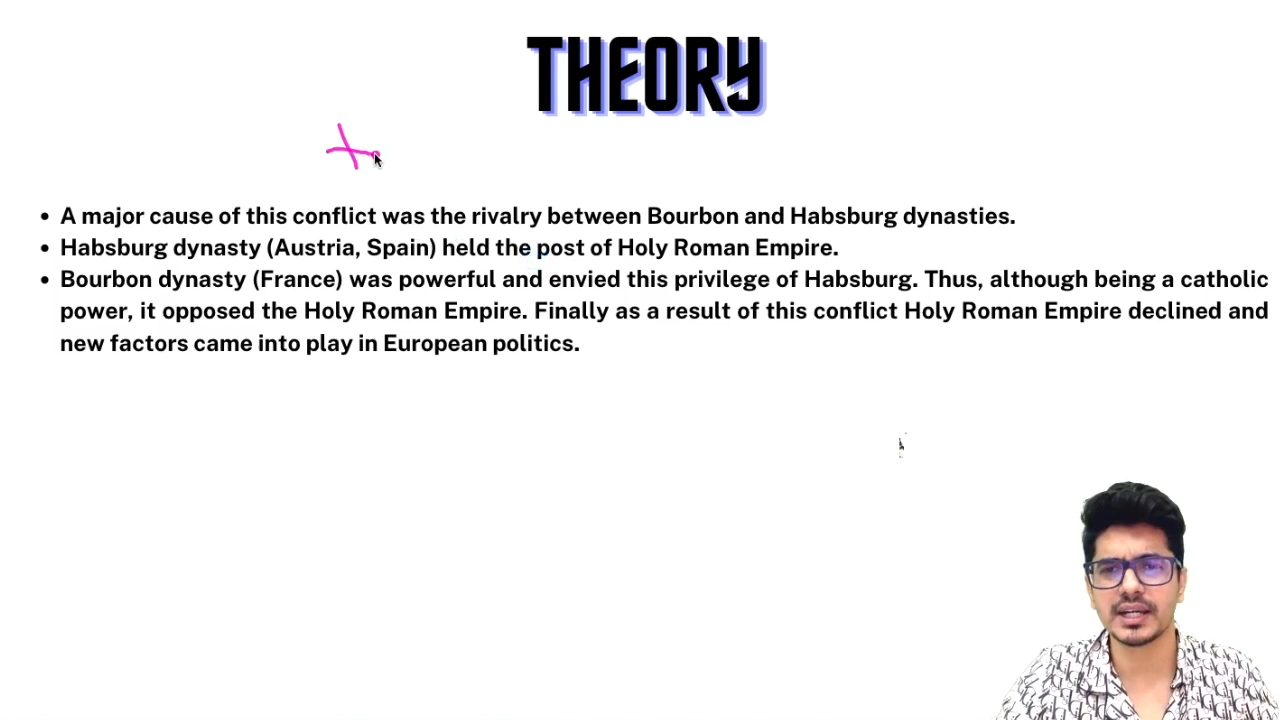 THEORY
• A major cause of this conflict was the rivalry between Bourbon and Habsburg dynasties.
• Habsburg dynasty (Austria, Spain) held the post of Holy Roman Empire.
• Bourbon dynasty (France) was powerful and envied this privilege of Habsburg. Thus, although being a catholic
power, it opposed the Holy Roman Empire. Finally as a result of this conflict Holy Roman Empire declined and
new factors came into play in European politics.